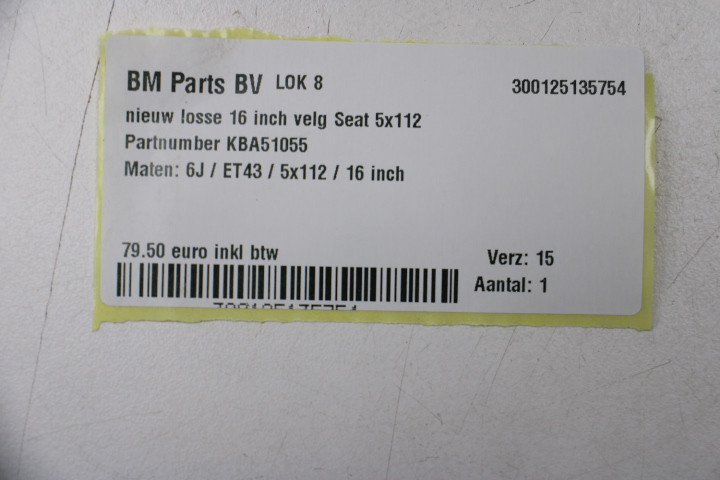 BM Parts BV LOK 8 300125135754
nieuw losse 16 inch velg Seat 5x112
Partnumber KBA51055
Maten: 6J / ET43 / 5x112 / 16 inch
79.50 euro inkl btw
Verz: 15
Aantal: 1
300125135754